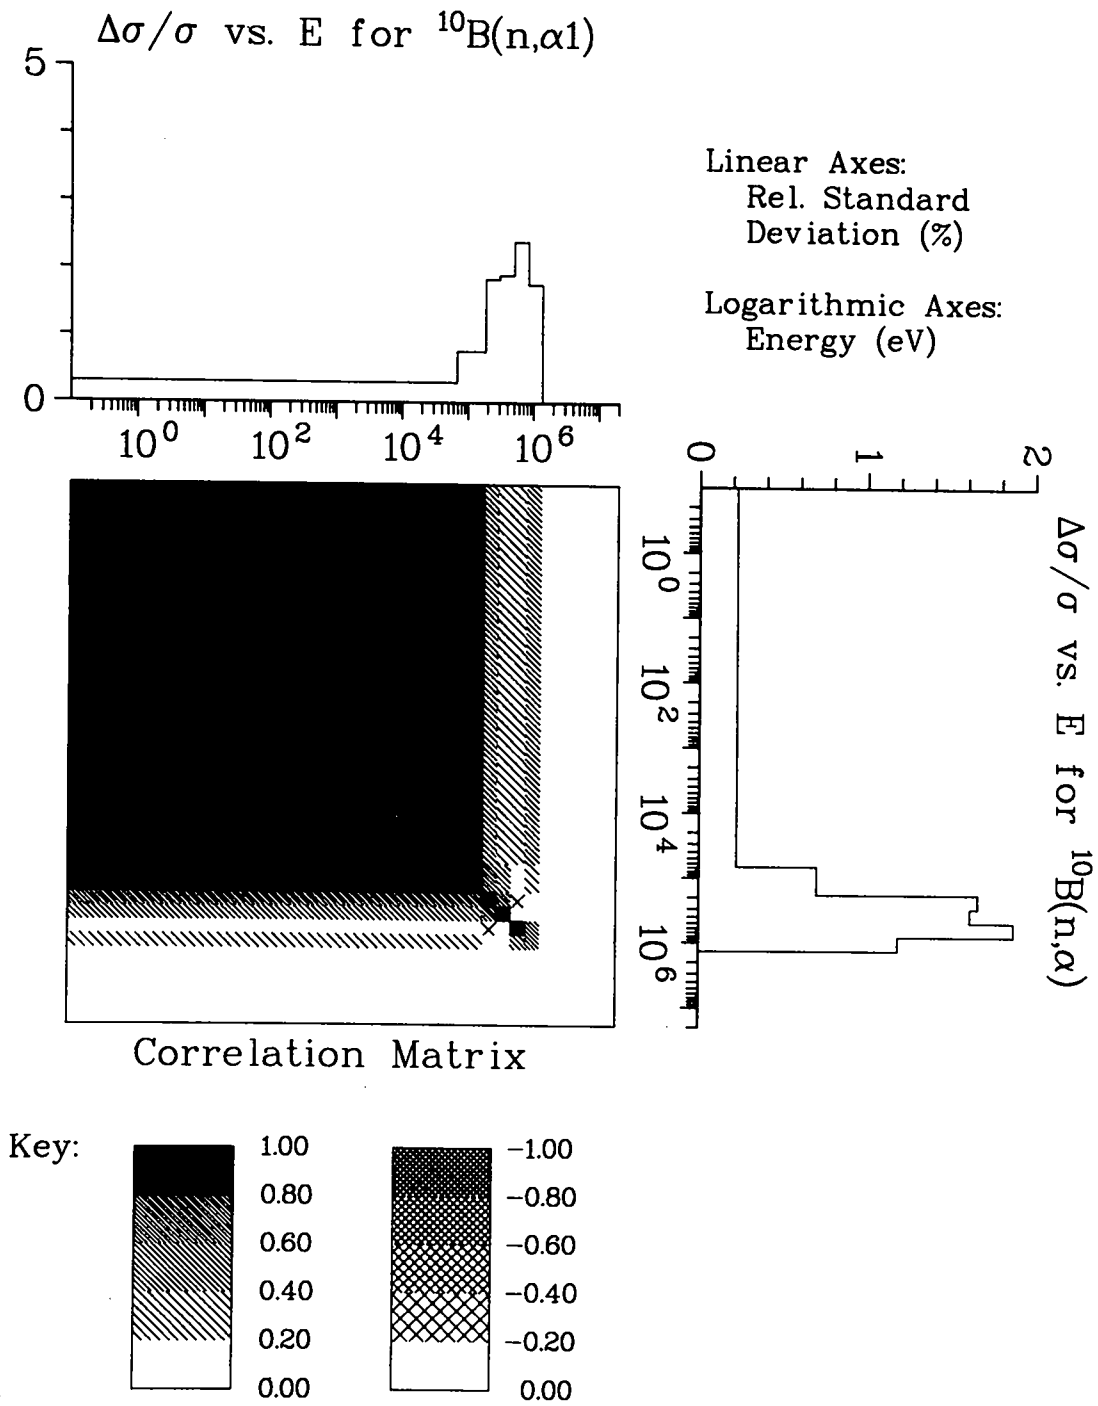 Δσ/σ vs. E for ¹⁰B(n,α1)
5
0
10⁰ 10² 10⁴ 10⁶
Linear Axes:
Rel. Standard
Deviation (%)
Logarithmic Axes:
Energy (eV)
0 1 2
10⁰ 10² 10⁴ 10⁶
Δσ/σ vs. E for ¹⁰B(n,α)
Correlation Matrix
Key:
1.00 -1.00
0.80 -0.80
0.60 -0.60
0.40 -0.40
0.20 -0.20
0.00 0.00